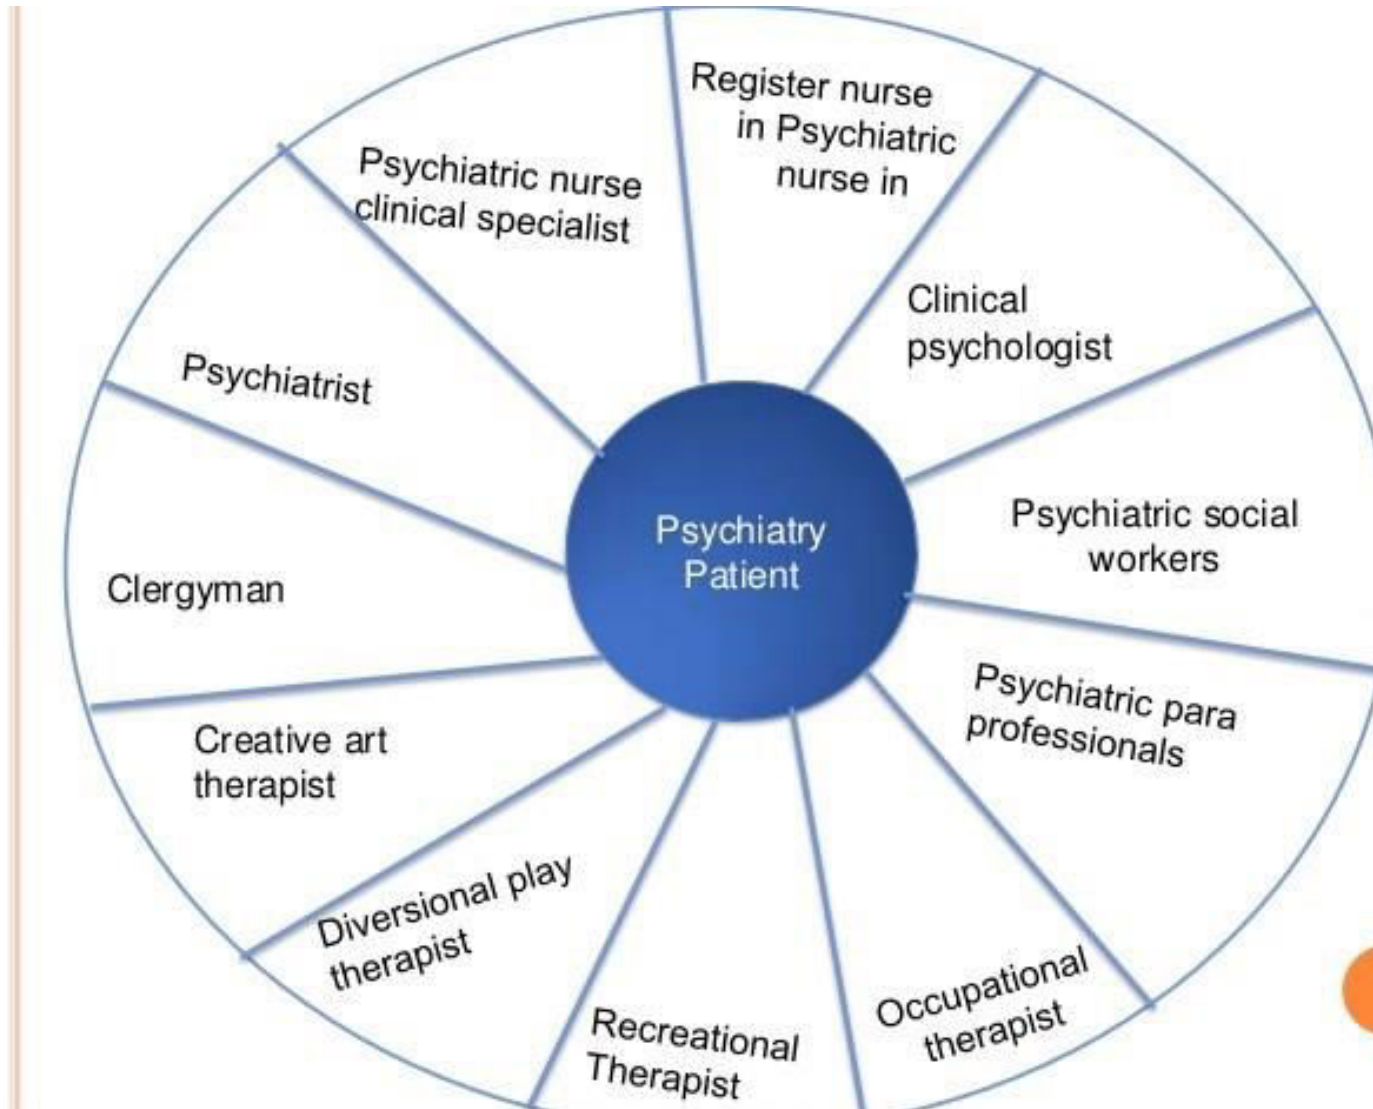 Register nurse
in Psychiatric
nurse in
Psychiatric nurse
clinical specialist
Clinical
psychologist
Psychiatrist
Psychiatric social
workers
Psychiatry
Patient
Clergyman
Psychiatric para
professionals
Creative art
therapist
Diversional play
therapist
Occupational
therapist
Recreational
Therapist